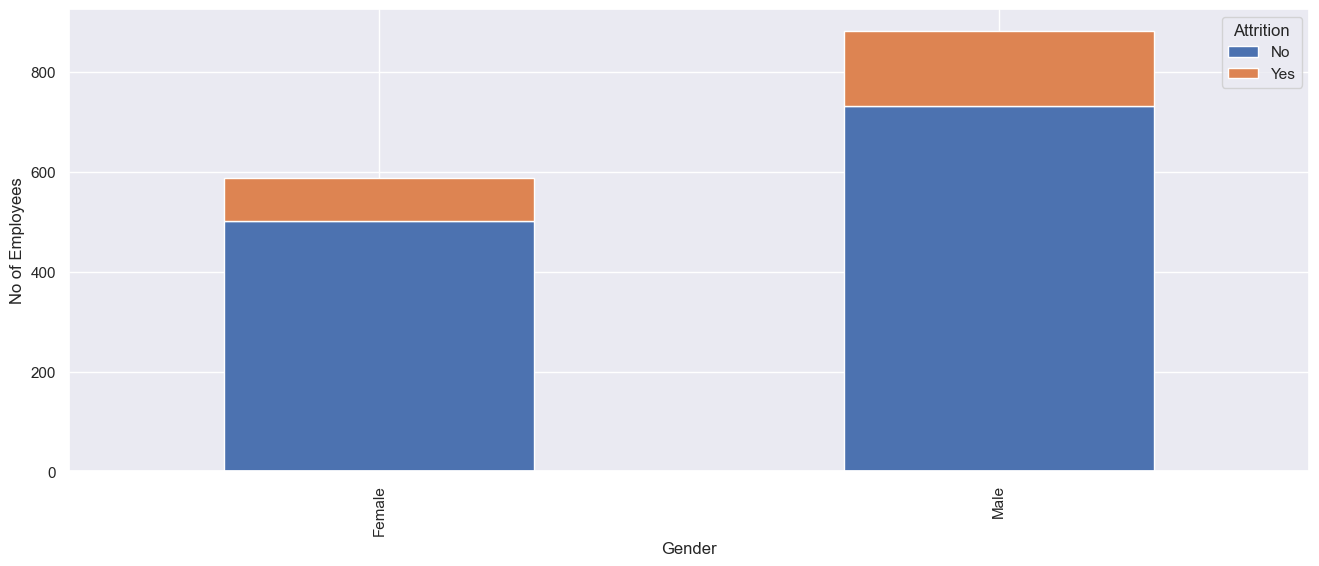 Attrition
No
Yes
No of Employees
800
600
400
200
0
Female
Male
Gender